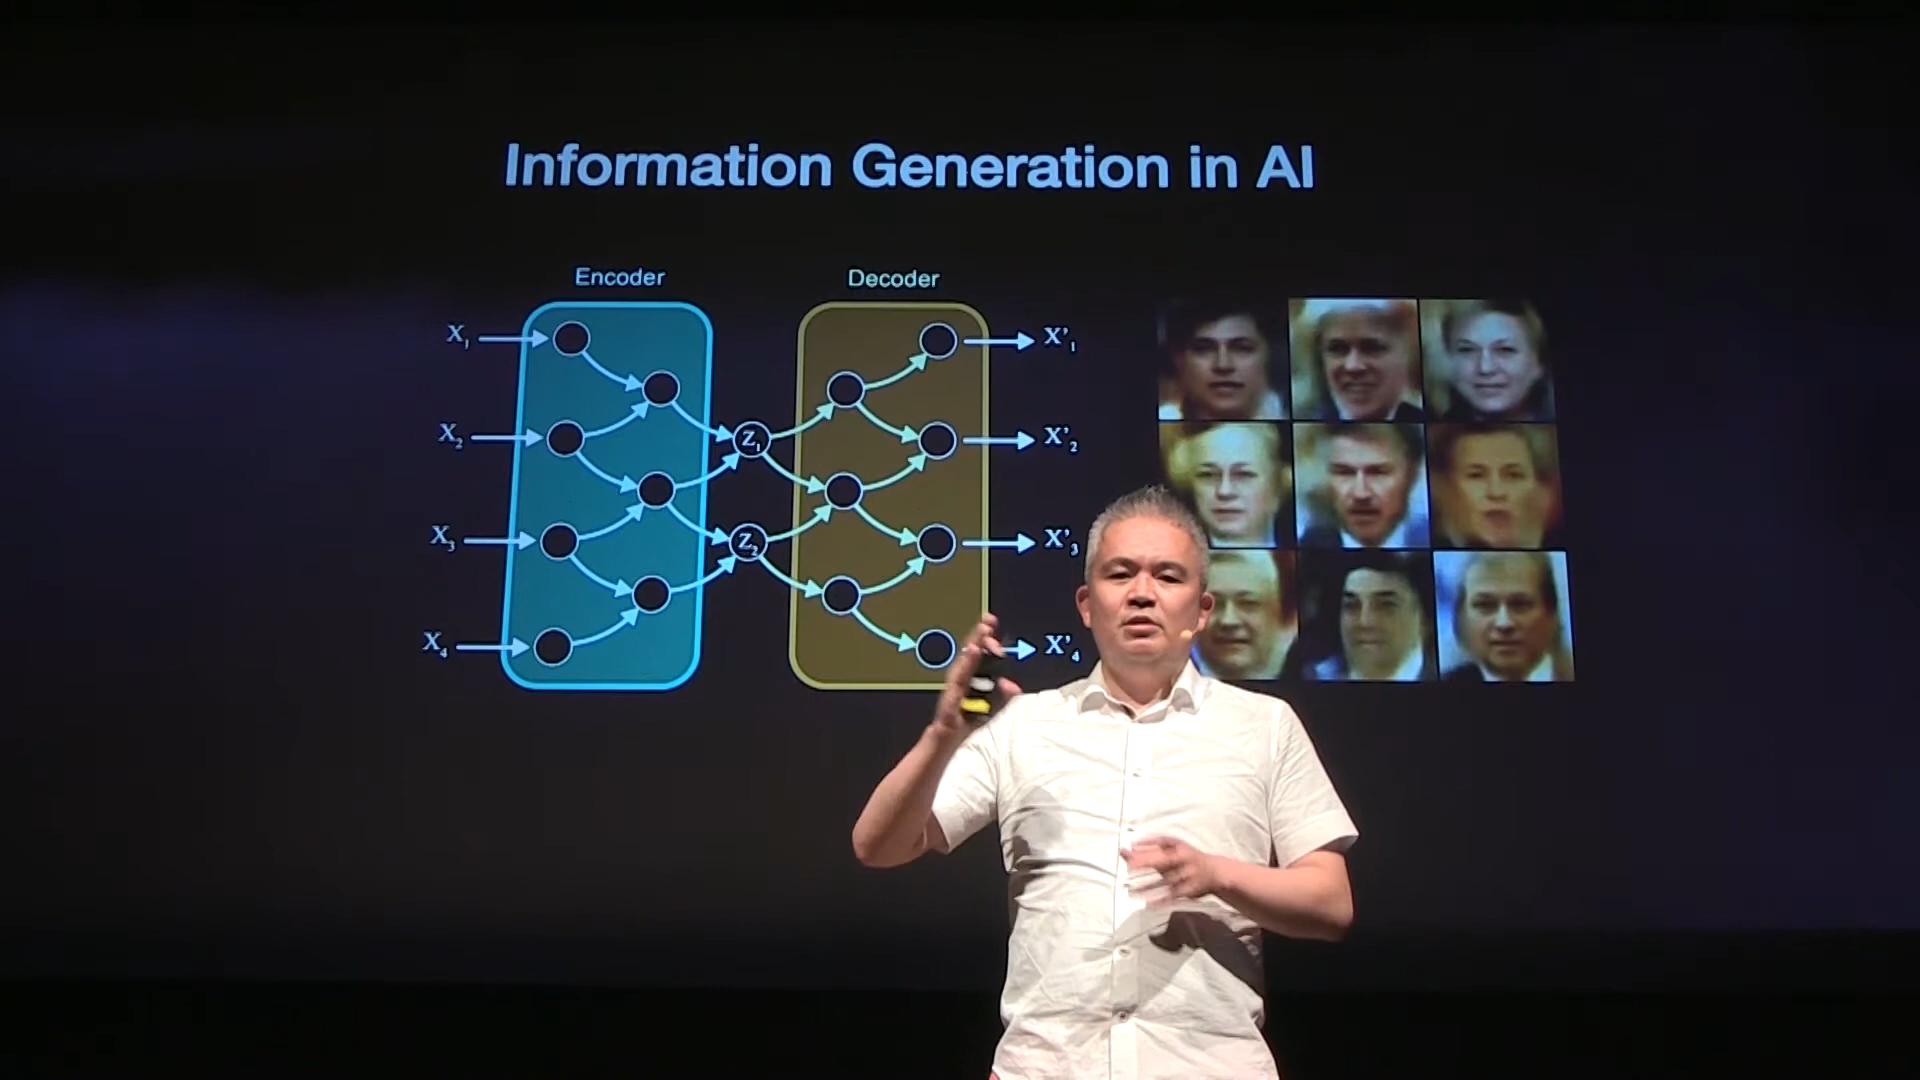 Information Generation in AI
Encoder
Decoder
X₁
X'₁
X₂
Z₁
X'₂
X₃
Z₂
X'₃
X₄
X'₄